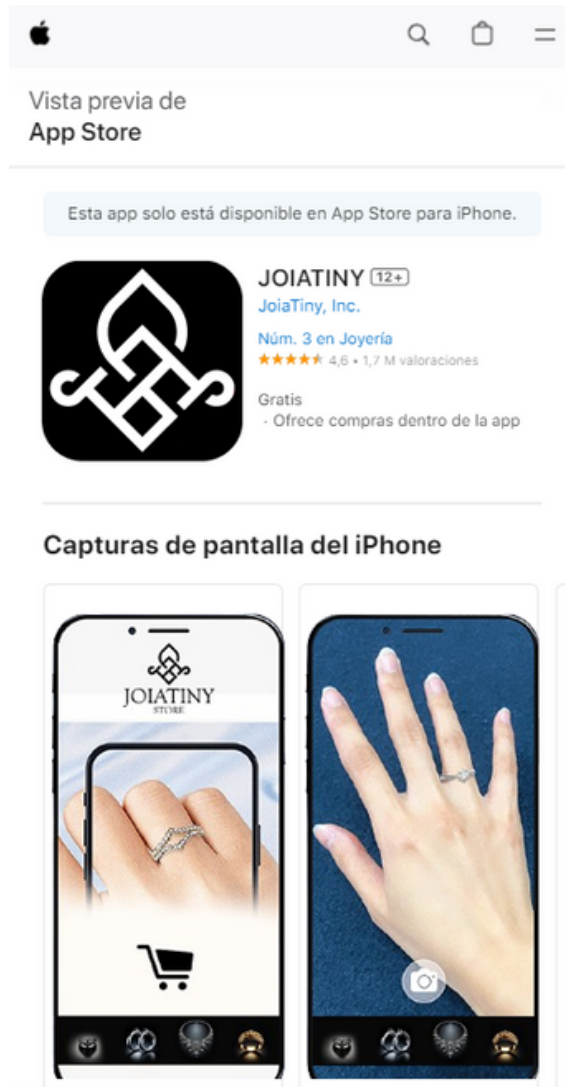 Vista previa de
App Store
Esta app solo está disponible en App Store para iPhone.
JOIATINY 12+
JoiaTiny, Inc.
Núm. 3 en Joyería
★★★★★ 4,6 • 1,7 M valoraciones
Gratis
· Ofrece compras dentro de la app
Capturas de pantalla del iPhone
JOIATINY
STORE